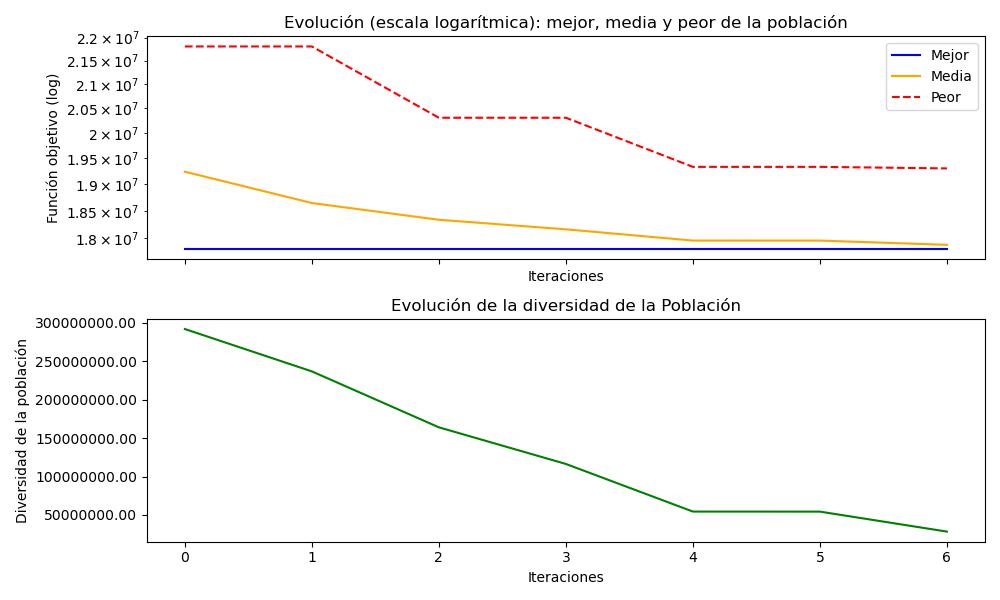 Evolución (escala logarítmica): mejor, media y peor de la población
Función objetivo (log)
2.2 × 10⁷
2.15 × 10⁷
2.1 × 10⁷
2.05 × 10⁷
2 × 10⁷
1.95 × 10⁷
1.9 × 10⁷
1.85 × 10⁷
1.8 × 10⁷
Mejor
Media
Peor
Iteraciones
Evolución de la diversidad de la Población
Diversidad de la población
300000000.00
250000000.00
200000000.00
150000000.00
100000000.00
50000000.00
0 1 2 3 4 5 6
Iteraciones